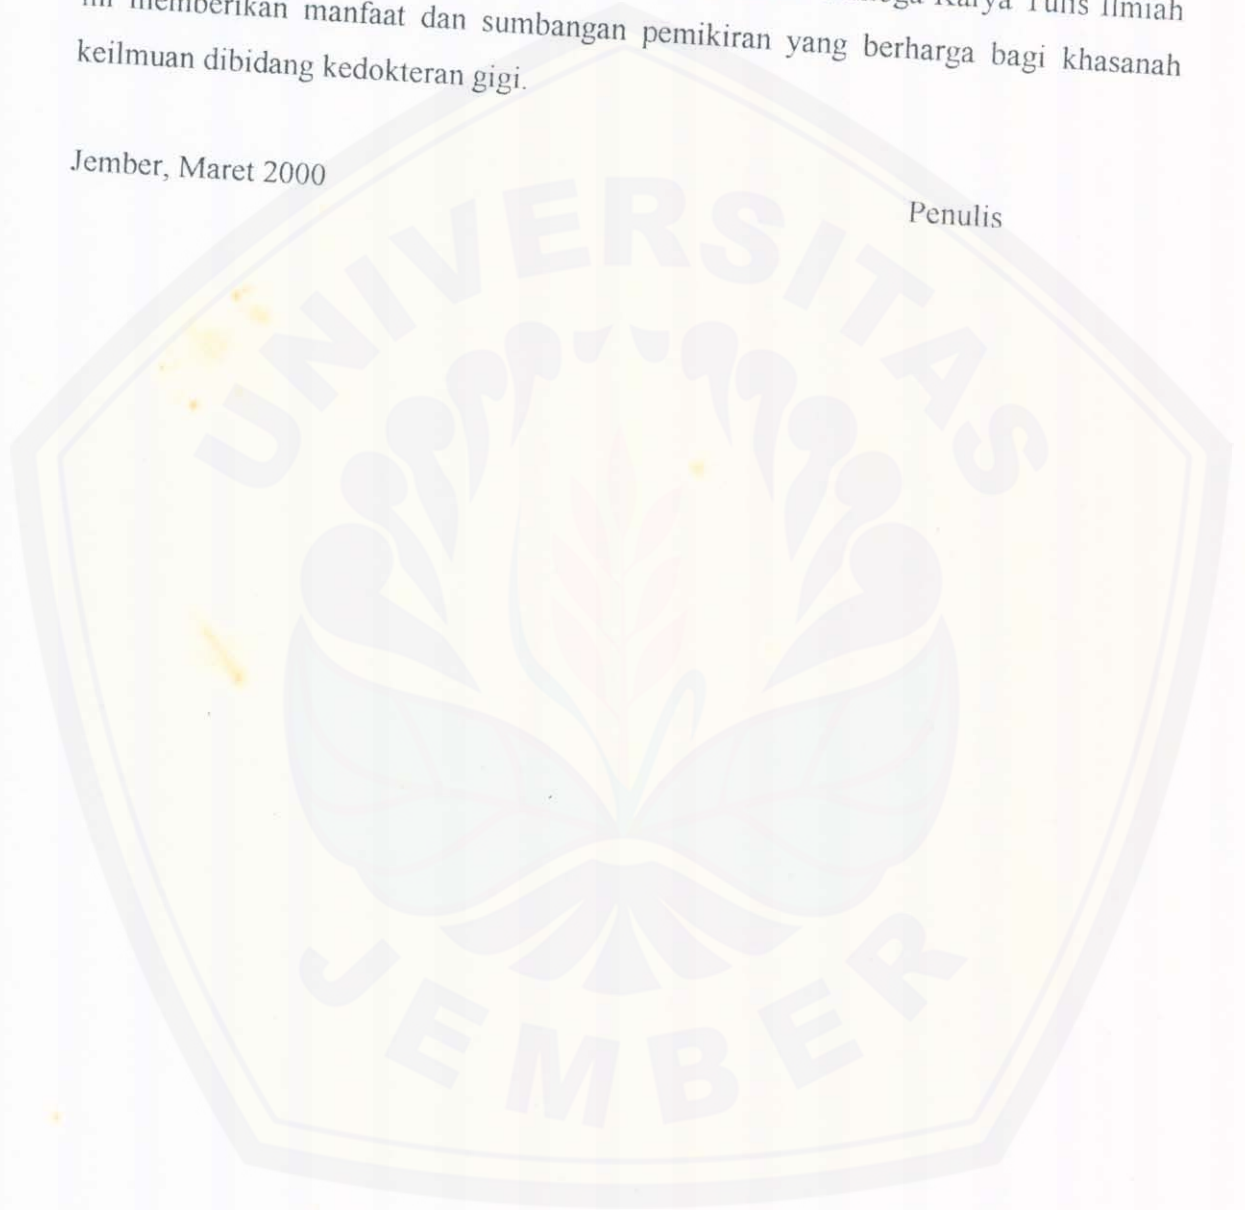 Karya Tulis Ilmiah
ini memberikan manfaat dan sumbangan pemikiran yang berharga bagi khasanah
keilmuan dibidang kedokteran gigi.
Jember, Maret 2000
Penulis
UNIVERSITAS
JEMBER